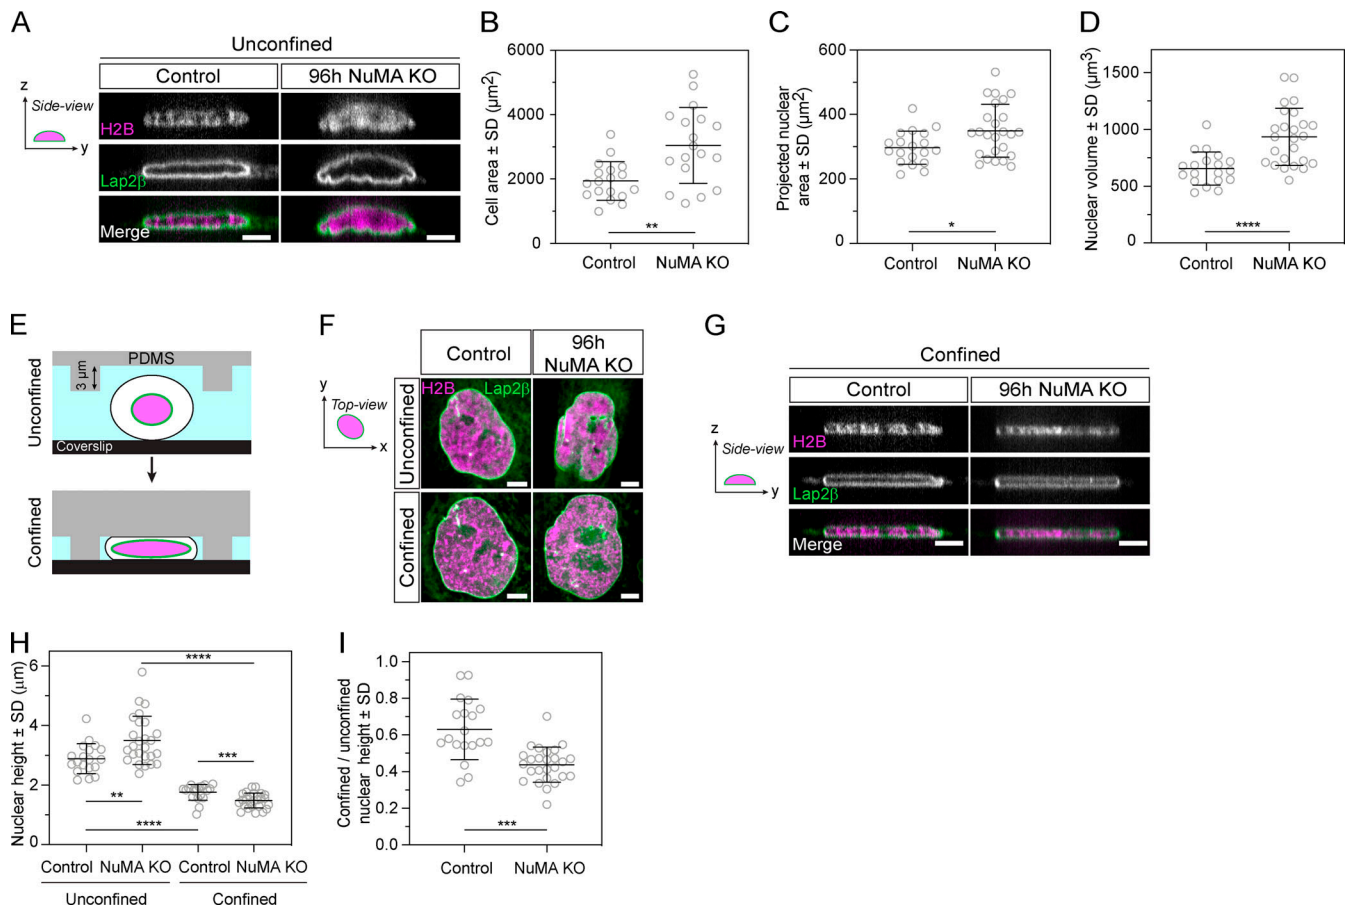 A
Unconfined
Control
96h NuMA KO
z
Side-view
y
H2B
Lap2β
Merge
B
Cell area ± SD (µm2)
6000
4000
2000
0
**
Control
NuMA KO
C
Projected nuclear
area ± SD (µm2)
600
400
200
0
*
Control
NuMA KO
D
Nuclear volume ± SD (µm3)
1500
1000
500
0
****
Control
NuMA KO
E
Unconfined
PDMS
3 µm
Coverslip
Confined
F
Control
96h
NuMA KO
y
Top-view
x
Unconfined
H2B
Lap2β
Confined
G
Confined
Control
96h NuMA KO
z
Side-view
y
H2B
Lap2β
Merge
H
Nuclear height ± SD (µm)
6
4
2
0
****
***
**
****
Control NuMA KO
Control NuMA KO
Unconfined
Confined
I
Confined / unconfined
nuclear height ± SD
1.0
0.8
0.6
0.4
0.2
0.0
***
Control
NuMA KO